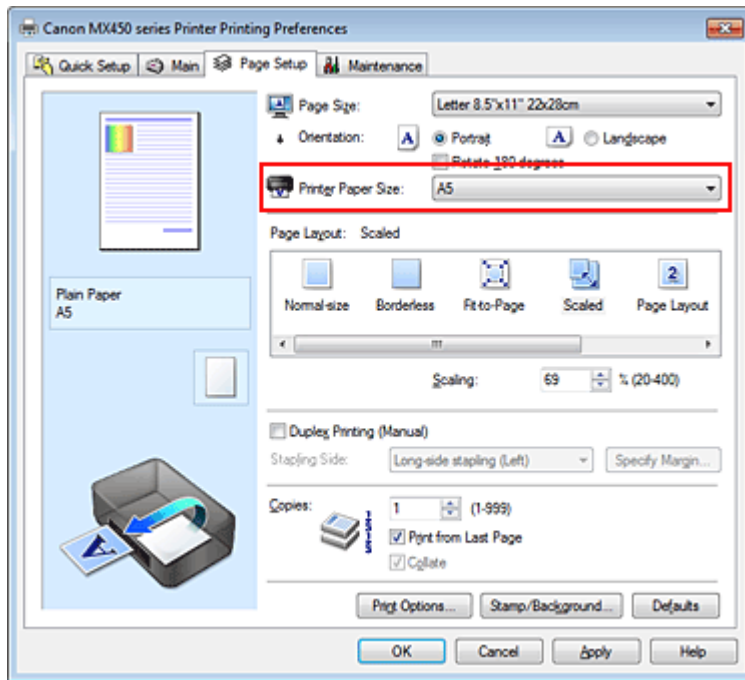 Canon MX450 series Printer Printing Preferences
Quick Setup Main Page Setup Maintenance
Page Size: Letter 8.5"x11" 22x28cm
Orientation: A Portrait A Landscape
Rotate 180 degrees
Printer Paper Size: A5
Page Layout: Scaled
Normal-size Borderless Fit-to-Page Scaled 2 Page Layout
Plain Paper
A5
Scaling: 69 % (20-400)
Duplex Printing (Manual)
Stapling Side: Long-side stapling (Left) Specify Margin...
Copies: 1 (1-999)
Print from Last Page
Collate
A
Print Options... Stamp/Background... Defaults
OK Cancel Apply Help